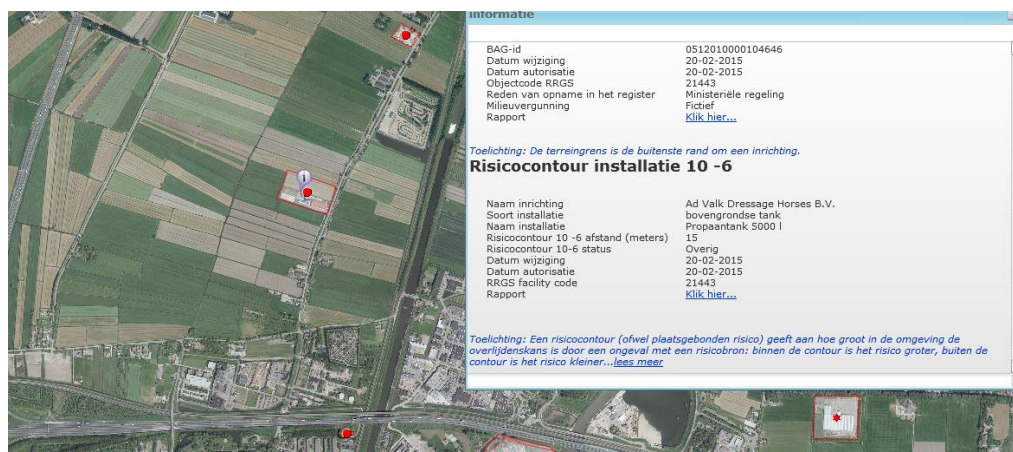 Informatie
BAG-id 0512010000104646
Datum wijziging 20-02-2015
Datum autorisatie 20-02-2015
Objectcode RRGS 21443
Reden van opname in het register Ministeriële regeling
Milieuvergunning Fictief
Rapport Klik hier...
Toelichting: De terreingrens is de buitenste rand om een inrichting.
Risicocontour installatie 10 -6
Naam inrichting Ad Valk Dressage Horses B.V.
Soort installatie bovengrondse tank
Naam installatie Propaantank 5000 l
Risicocontour 10 -6 afstand (meters) 15
Risicocontour 10-6 status Overig
Datum wijziging 20-02-2015
Datum autorisatie 20-02-2015
RRGS facility code 21443
Rapport Klik hier...
Toelichting: Een risicocontour (ofwel plaatsgebonden risico) geeft aan hoe groot in de omgeving de
overlijdenskans is door een ongeval met een risicobron: binnen de contour is het risico groter, buiten de
contour is het risico kleiner...lees meer